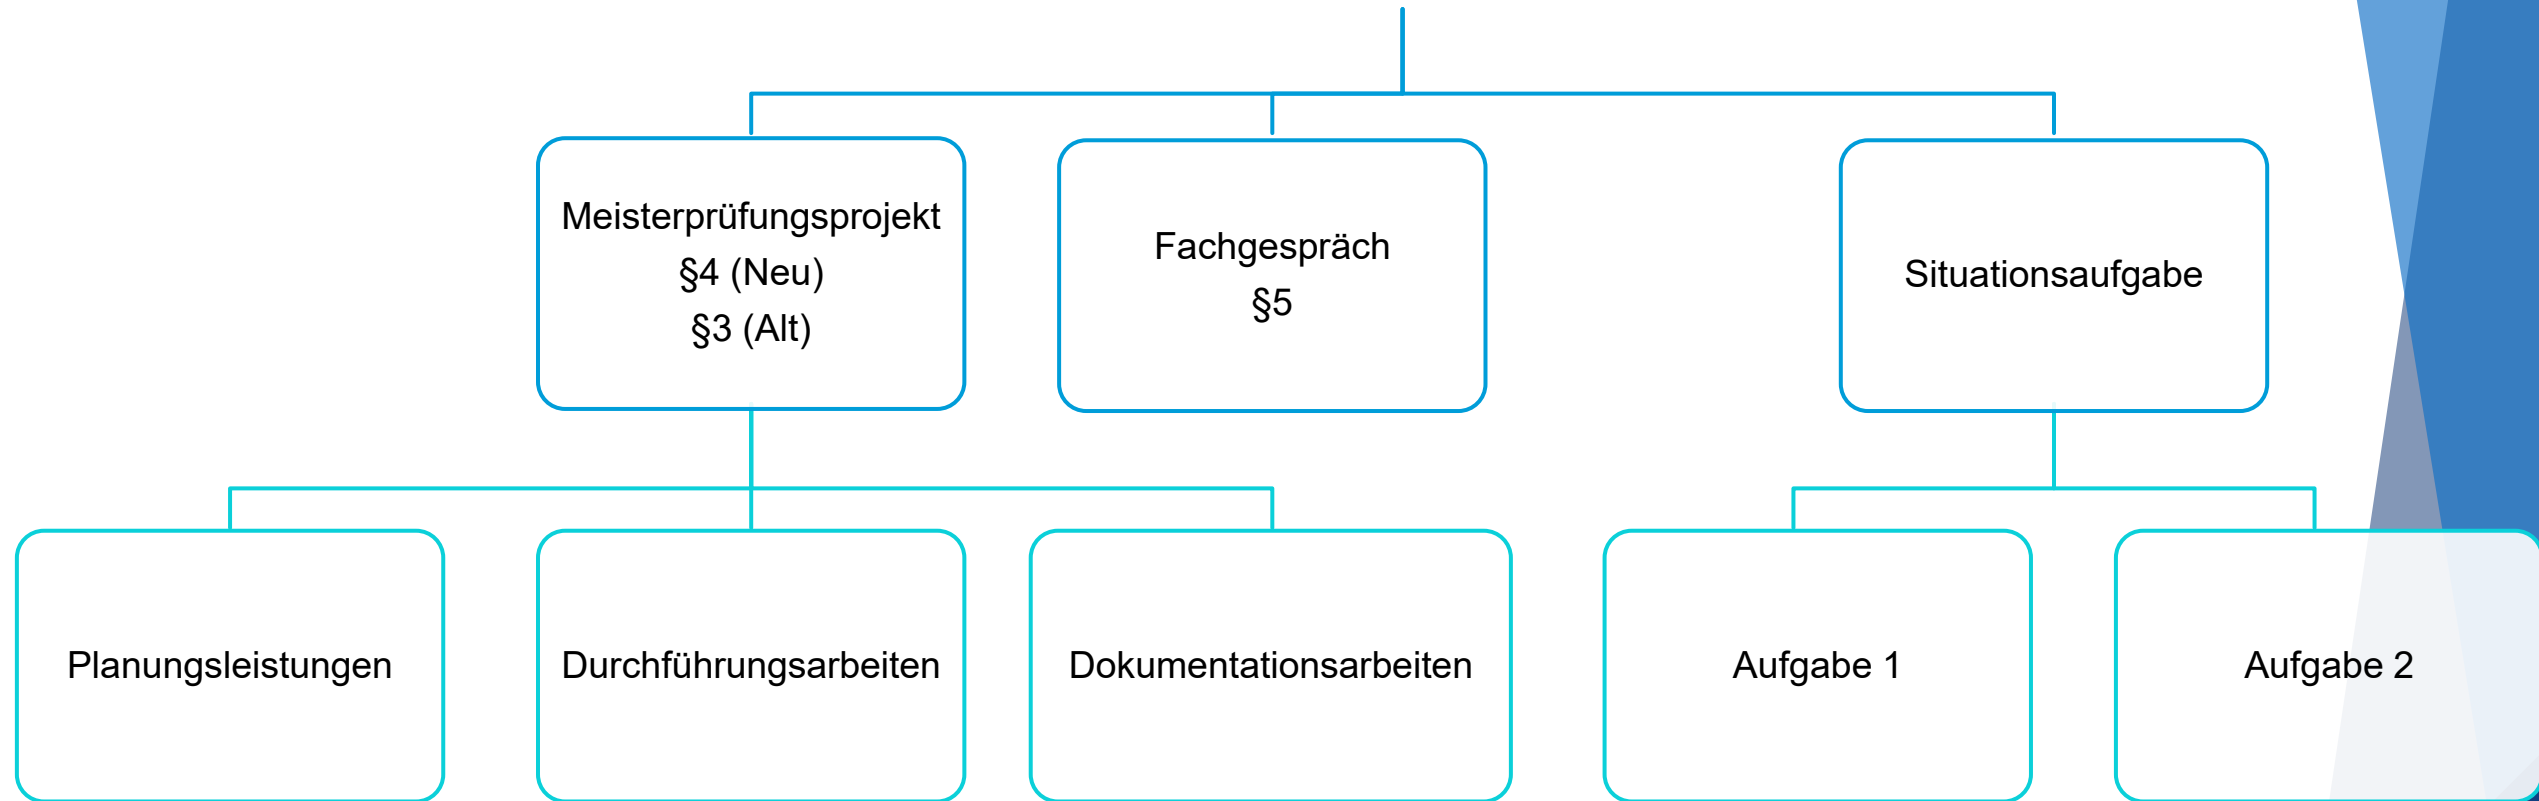 Meisterprüfungsprojekt
§4 (Neu)
§3 (Alt)
Fachgespräch
§5
Situationsaufgabe
Planungsleistungen
Durchführungsarbeiten
Dokumentationsarbeiten
Aufgabe 1
Aufgabe 2